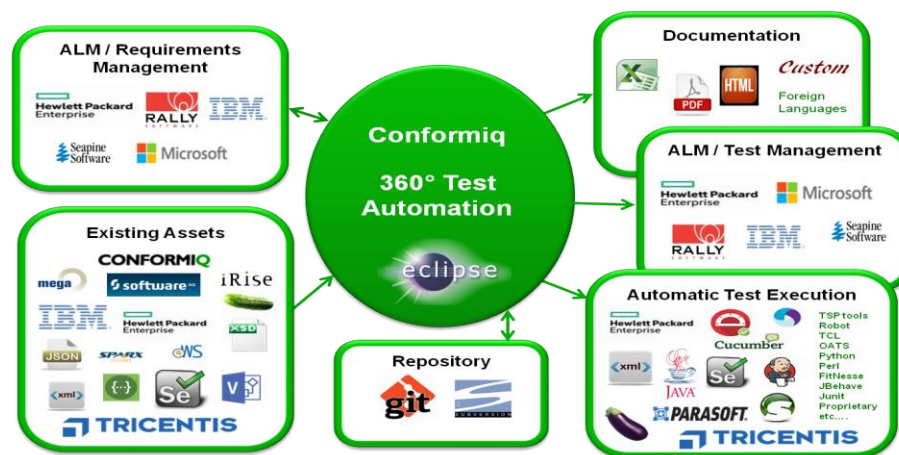 ALM / Requirements
Management
Hewlett Packard
Enterprise
RALLY
SOFTWARE
IBM
Seapine
Software
Microsoft
Existing Assets
CONFORMIQ
mega
software AG
iRise
IBM
Hewlett Packard
Enterprise
XSD
JSON
SPARX
WS
<xml>
{···}
Se
V
TRICENTIS
Conformiq
360° Test
Automation
eclipse
Repository
git
SUBVERSION
Documentation
X
PDF
HTML
Custom
Foreign
Languages
ALM / Test Management
Hewlett Packard
Enterprise
Microsoft
RALLY
SOFTWARE
IBM
Seapine
Software
Automatic Test Execution
Hewlett Packard
Enterprise
Cucumber
<xml>
JAVA
Se
PARASOFT
S
TRICENTIS
TSP tools
Robot
TCL
OATS
Python
Perl
FitNesse
JBehave
Junit
Proprietary
etc....